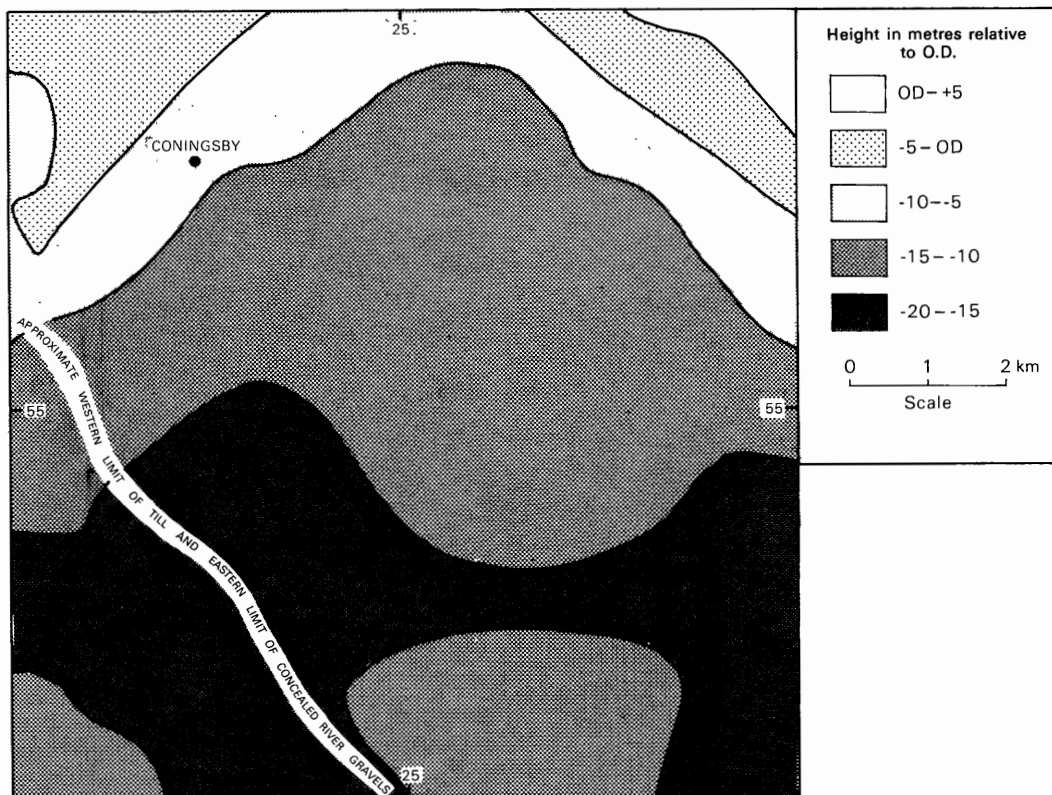 25.
CONINGSBY
APPROXIMATE WESTERN LIMIT OF TILL AND EASTERN LIMIT OF CONCEALED RIVER GRAVELS
55
55
25
Height in metres relative
to O.D.
OD–+5
-5–OD
-10–-5
-15–-10
-20–-15
0 1 2 km
Scale